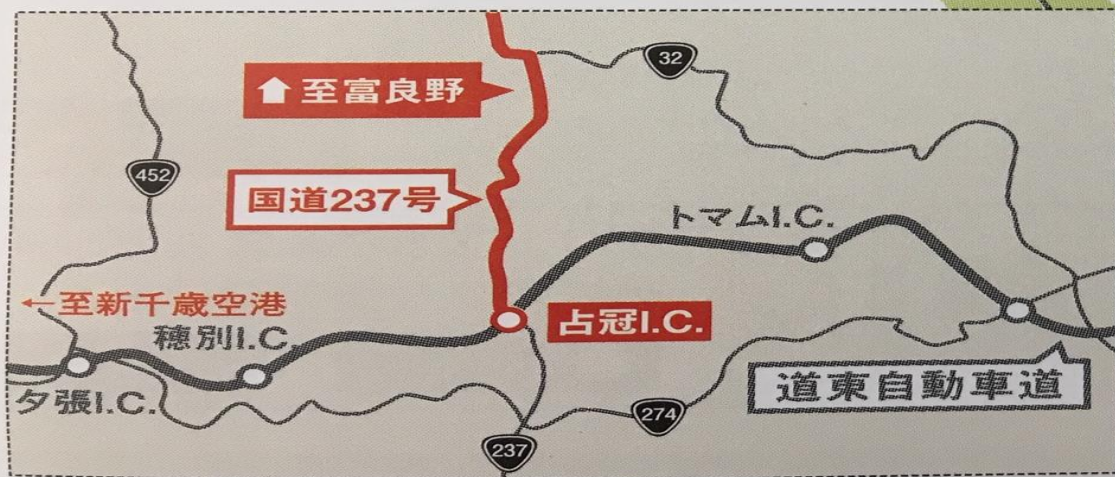 32
至富良野
452
国道237号
トマムI.C.
←至新千歳空港
穂別I.C.
占冠I.C.
夕張I.C.
道東自動車道
274
237